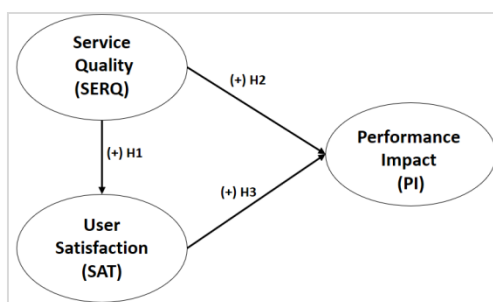 Service
Quality
(SERQ)
(+) H2
(+) H1
Performance
Impact
(PI)
(+) H3
User
Satisfaction
(SAT)